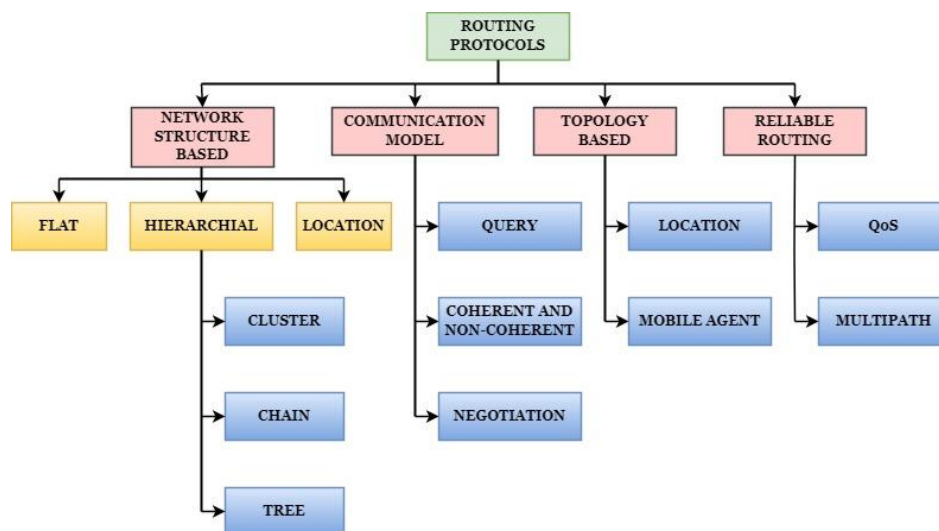 ROUTING
PROTOCOLS
NETWORK
STRUCTURE
BASED
COMMUNICATION
MODEL
TOPOLOGY
BASED
RELIABLE
ROUTING
FLAT
HIERARCHIAL
LOCATION
QUERY
LOCATION
QoS
CLUSTER
COHERENT AND
NON-COHERENT
MOBILE AGENT
MULTIPATH
CHAIN
NEGOTIATION
TREE